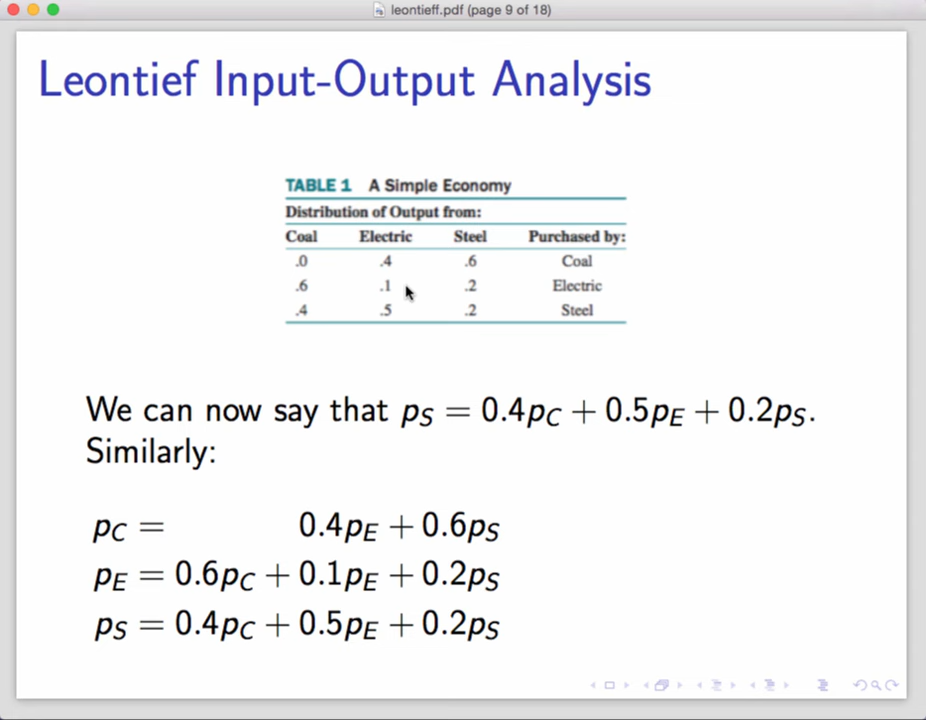 leontieff.pdf (page 9 of 18)
Leontief Input-Output Analysis
TABLE 1 A Simple Economy
Distribution of Output from:
Coal Electric Steel Purchased by:
.0 .4 .6 Coal
.6 .1 .2 Electric
.4 .5 .2 Steel
We can now say that pS = 0.4pC + 0.5pE + 0.2pS.
Similarly:
pC = 0.4pE + 0.6pS
pE = 0.6pC + 0.1pE + 0.2pS
pS = 0.4pC + 0.5pE + 0.2pS